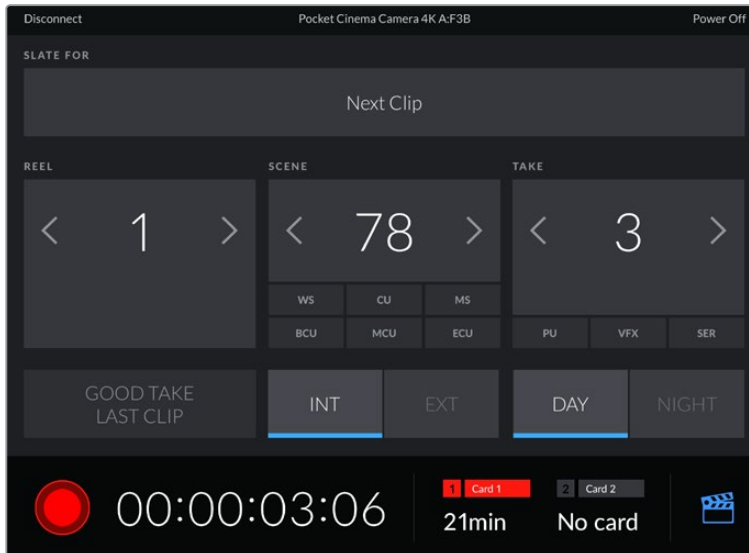 Disconnect Pocket Cinema Camera 4K A:F3B Power Off
SLATE FOR
Next Clip
REEL SCENE TAKE
< 1 > < 78 > < 3 >
WS CU MS
BCU MCU ECU PU VFX SER
GOOD TAKE
LAST CLIP
INT EXT DAY NIGHT
1 Card 1 2 Card 2
00:00:03:06 21min No card